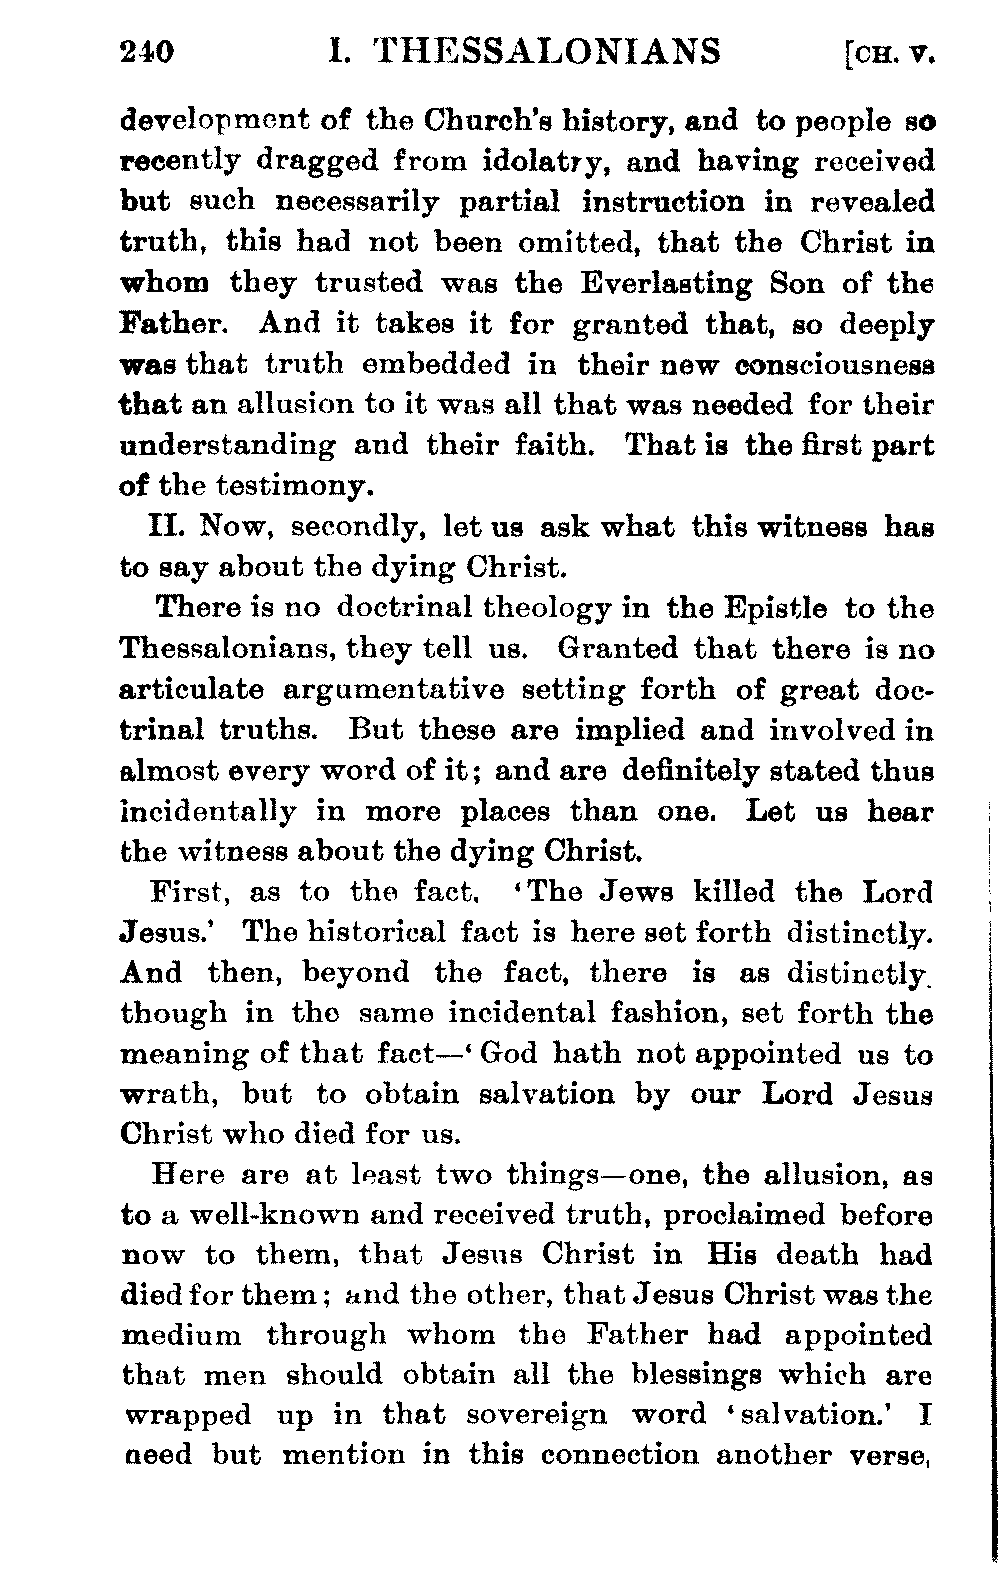 240 I. THESSALONIANS [CH. V.
development of the Church's history, and to people so
recently dragged from idolatry, and having received
but such necessarily partial instruction in revealed
truth, this had not been omitted, that the Christ in
whom they trusted was the Everlasting Son of the
Father. And it takes it for granted that, so deeply
was that truth embedded in their new consciousness
that an allusion to it was all that was needed for their
understanding and their faith. That is the first part
of the testimony.
II. Now, secondly, let us ask what this witness has
to say about the dying Christ.
There is no doctrinal theology in the Epistle to the
Thessalonians, they tell us. Granted that there is no
articulate argumentative setting forth of great doc-
trinal truths. But these are implied and involved in
almost every word of it; and are definitely stated thus
incidentally in more places than one. Let us hear
the witness about the dying Christ.
First, as to the fact. 'The Jews killed the Lord
Jesus.' The historical fact is here set forth distinctly.
And then, beyond the fact, there is as distinctly.
though in the same incidental fashion, set forth the
meaning of that fact—'God hath not appointed us to
wrath, but to obtain salvation by our Lord Jesus
Christ who died for us.
Here are at least two things—one, the allusion, as
to a well-known and received truth, proclaimed before
now to them, that Jesus Christ in His death had
died for them; and the other, that Jesus Christ was the
medium through whom the Father had appointed
that men should obtain all the blessings which are
wrapped up in that sovereign word 'salvation.' I
need but mention in this connection another verse,